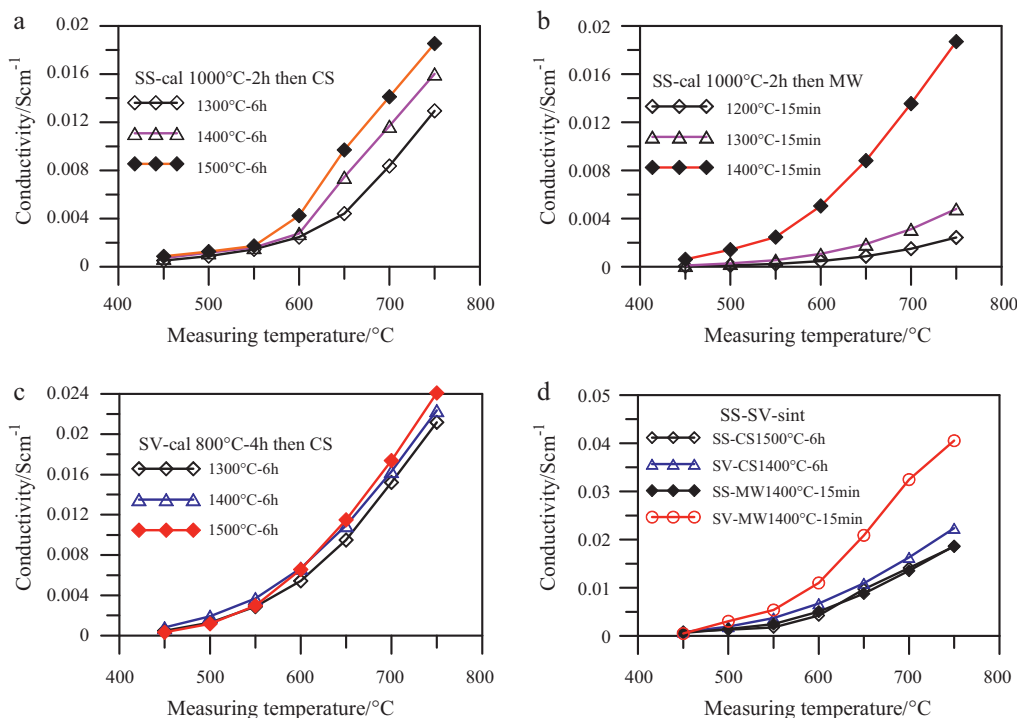 a
0.02
0.016
0.012
0.008
0.004
0
Conductivity/Scm⁻¹
SS-cal 1000°C-2h then CS
1300°C-6h
1400°C-6h
1500°C-6h
400 500 600 700 800
Measuring temperature/°C
b
0.02
0.016
0.012
0.008
0.004
0
Conductivity/Scm⁻¹
SS-cal 1000°C-2h then MW
1200°C-15min
1300°C-15min
1400°C-15min
400 500 600 700 800
Measuring temperature/°C
c
0.024
0.02
0.016
0.012
0.008
0.004
0
Conductivity/Scm⁻¹
SV-cal 800°C-4h then CS
1300°C-6h
1400°C-6h
1500°C-6h
400 500 600 700 800
Measuring temperature/°C
d
0.05
0.04
0.03
0.02
0.01
0
Conductivity/Scm⁻¹
SS-SV-sint
SS-CS1500°C-6h
SV-CS1400°C-6h
SS-MW1400°C-15min
SV-MW1400°C-15min
400 500 600 700 800
Measuring temperature/°C